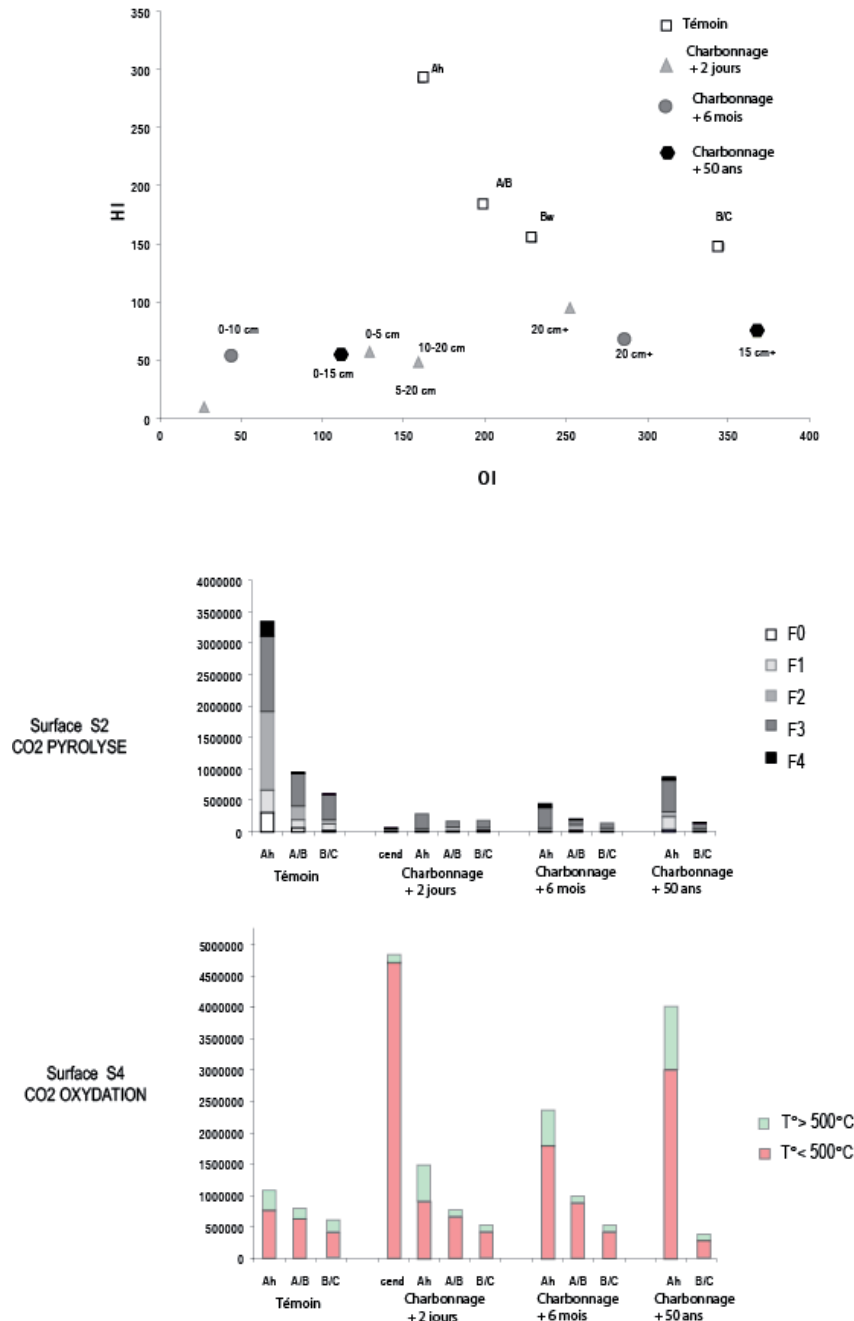 350
300
250
200
150
100
50
0
HI
0 50 100 150 200 250 300 350 400
OI
Ah
A/B
Bw
B/C
0-10 cm
0-15 cm
0-5 cm
10-20 cm
5-20 cm
20 cm+
20 cm+
15 cm+
Témoin
Charbonnage
+ 2 jours
Charbonnage
+ 6 mois
Charbonnage
+ 50 ans
Surface S2
CO2 PYROLYSE
4000000
3500000
3000000
2500000
2000000
1500000
1000000
500000
0
Ah A/B B/C cend Ah A/B B/C Ah A/B B/C Ah B/C
Témoin
Charbonnage
+ 2 jours
Charbonnage
+ 6 mois
Charbonnage
+ 50 ans
F0
F1
F2
F3
F4
Surface S4
CO2 OXYDATION
5000000
4500000
4000000
3500000
3000000
2500000
2000000
1500000
1000000
500000
0
Ah A/B B/C cend Ah A/B B/C Ah A/B B/C Ah B/C
Témoin
Charbonnage
+ 2 jours
Charbonnage
+ 6 mois
Charbonnage
+ 50 ans
T°> 500°C
T°< 500°C